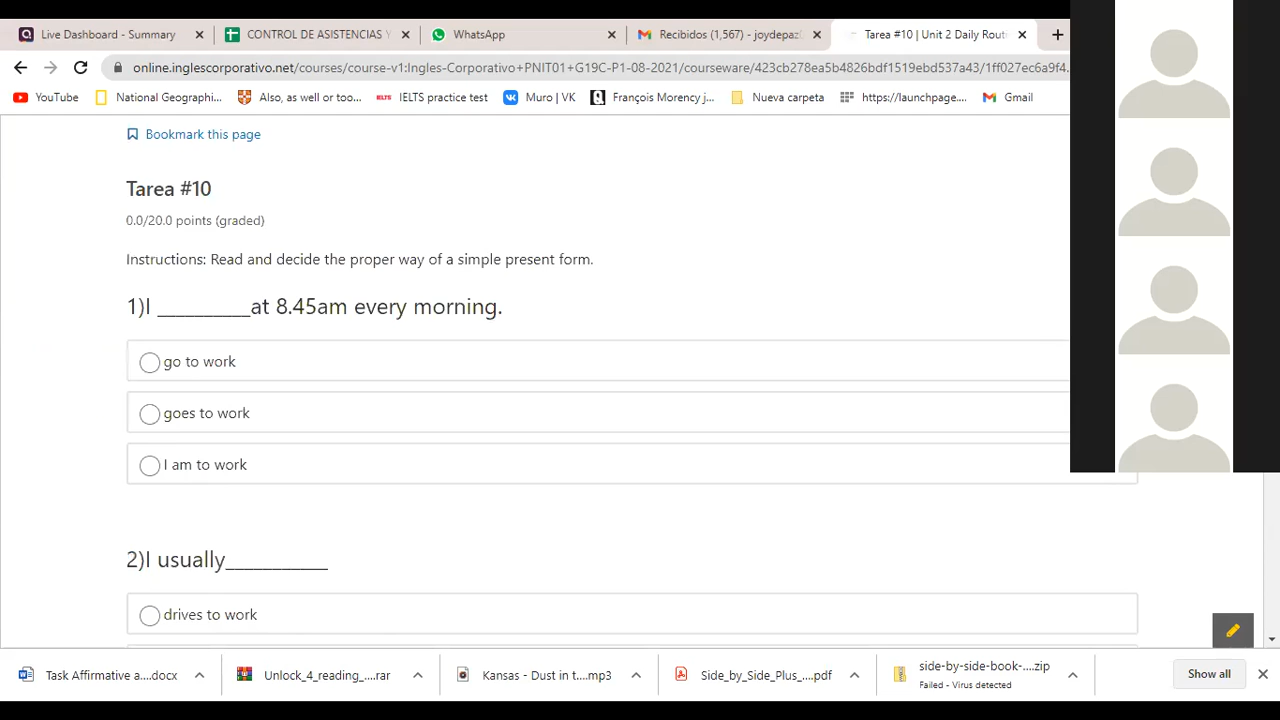 Live Dashboard - Summary
CONTROL DE ASISTENCIAS Y
WhatsApp
Recibidos (1,567) - joydepaz
Tarea #10 | Unit 2 Daily Rout
online.inglescorporativo.net/courses/course-v1:Ingles-Corporativo+PNIT01+G19C-P1-08-2021/courseware/423cb278ea5b4826bdf1519ebd537a43/1ff027ec6a9f4.
YouTube
National Geographi...
Also, as well or too...
IELTS
IELTS practice test
Muro | VK
François Morency j...
Nueva carpeta
https://launchpage....
Gmail
Bookmark this page
Tarea #10
0.0/20.0 points (graded)
Instructions: Read and decide the proper way of a simple present form.
1)I __________at 8.45am every morning.
go to work
goes to work
I am to work
2)I usually___________
drives to work
Task Affirmative a....docx
Unlock_4_reading_....rar
Kansas - Dust in t....mp3
Side_by_Side_Plus_....pdf
side-by-side-book-....zip
Failed - Virus detected
Show all